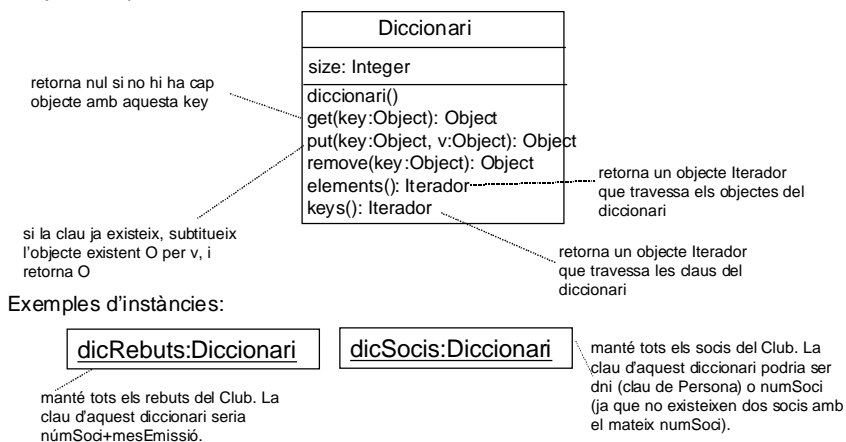 Diccionari
size: Integer
retorna nul si no hi ha cap
objecte amb aquesta key
diccionari()
get(key:Object): Object
put(key:Object, v:Object): Object
remove(key:Object): Object
elements(): Iterador
keys(): Iterador
retorna un objecte Iterador
que travessa els objectes del
diccionari
si la clau ja existeix, subtitueix
l'objecte existent O per v, i
retorna O
retorna un objecte Iterador
que travessa les claus del
diccionari
Exemples d'instàncies:
dicRebuts:Diccionari
dicSocis:Diccionari
manté tots els rebuts del Club. La
clau d'aquest diccionari seria
númSoci+mesEmissió.
manté tots els socis del Club. La
clau d'aquest diccionari podria ser
dni (clau de Persona) o numSoci
(ja que no existeixen dos socis amb
el mateix numSoci).